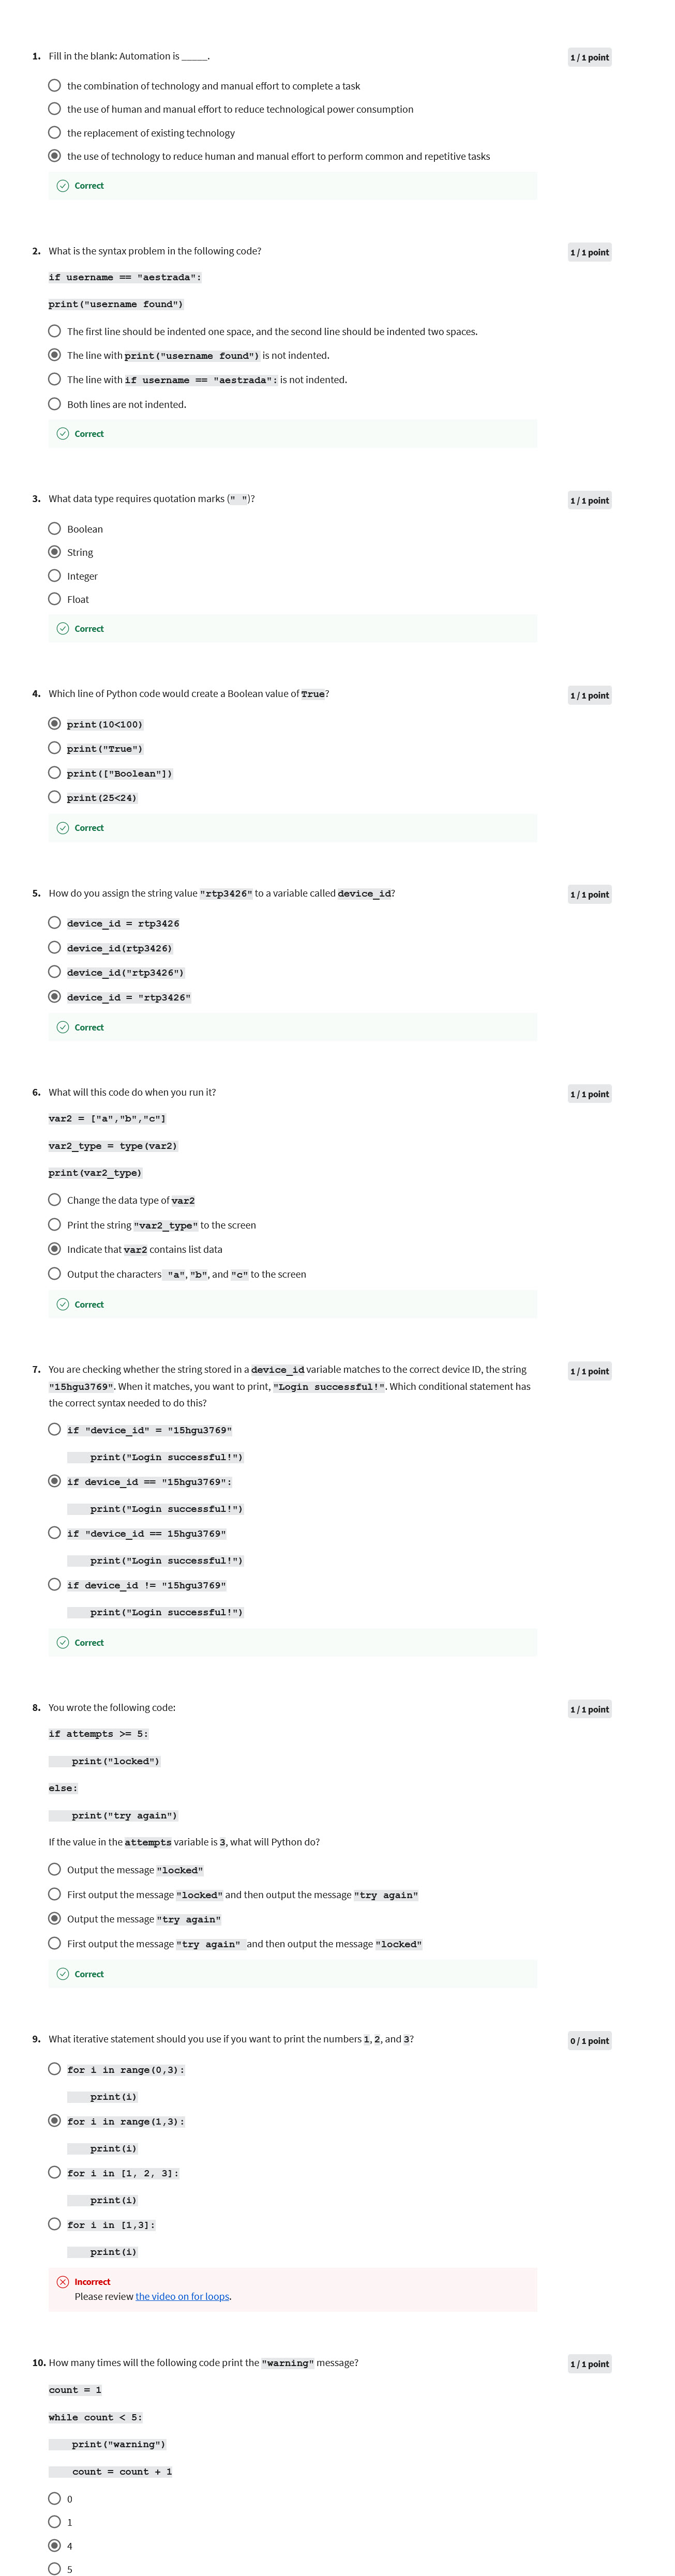 1. Fill in the blank: Automation is _____.
1 / 1 point
the combination of technology and manual effort to complete a task
the use of human and manual effort to reduce technological power consumption
the replacement of existing technology
the use of technology to reduce human and manual effort to perform common and repetitive tasks
Correct
2. What is the syntax problem in the following code?
1 / 1 point
if username == "aestrada":
print("username found")
The first line should be indented one space, and the second line should be indented two spaces.
The line with print("username found") is not indented.
The line with if username == "aestrada": is not indented.
Both lines are not indented.
Correct
3. What data type requires quotation marks (" ")?
1 / 1 point
Boolean
String
Integer
Float
Correct
4. Which line of Python code would create a Boolean value of True?
1 / 1 point
print(10<100)
print("True")
print(["Boolean"])
print(25<24)
Correct
5. How do you assign the string value "rtp3426" to a variable called device_id?
1 / 1 point
device_id = rtp3426
device_id(rtp3426)
device_id("rtp3426")
device_id = "rtp3426"
Correct
6. What will this code do when you run it?
1 / 1 point
var2 = ["a","b","c"]
var2_type = type(var2)
print(var2_type)
Change the data type of var2
Print the string "var2_type" to the screen
Indicate that var2 contains list data
Output the characters "a", "b", and "c" to the screen
Correct
7. You are checking whether the string stored in a device_id variable matches to the correct device ID, the string
1 / 1 point
"15hgu3769". When it matches, you want to print, "Login successful!". Which conditional statement has
the correct syntax needed to do this?
if "device_id" = "15hgu3769"
print("Login successful!")
if device_id == "15hgu3769":
print("Login successful!")
if "device_id == 15hgu3769"
print("Login successful!")
if device_id != "15hgu3769"
print("Login successful!")
Correct
8. You wrote the following code:
1 / 1 point
if attempts >= 5:
print("locked")
else:
print("try again")
If the value in the attempts variable is 3, what will Python do?
Output the message "locked"
First output the message "locked" and then output the message "try again"
Output the message "try again"
First output the message "try again" and then output the message "locked"
Correct
9. What iterative statement should you use if you want to print the numbers 1, 2, and 3?
0 / 1 point
for i in range(0,3):
print(i)
for i in range(1,3):
print(i)
for i in [1, 2, 3]:
print(i)
for i in [1,3]:
print(i)
Incorrect
Please review the video on for loops.
10. How many times will the following code print the "warning" message?
1 / 1 point
count = 1
while count < 5:
print("warning")
count = count + 1
0
1
4
5